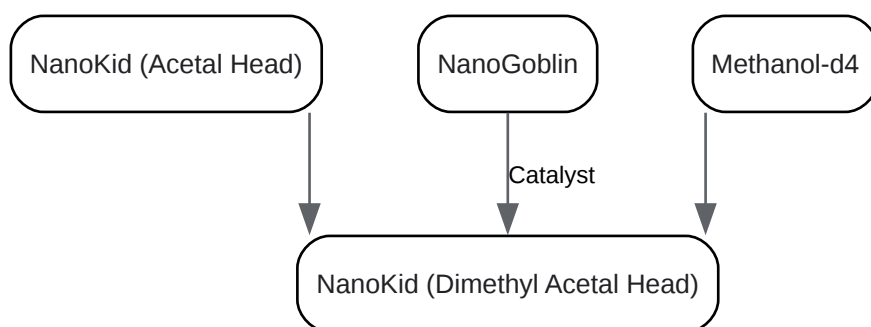 NanoKid (Acetal Head)
NanoGoblin
Methanol-d4
Catalyst
NanoKid (Dimethyl Acetal Head)